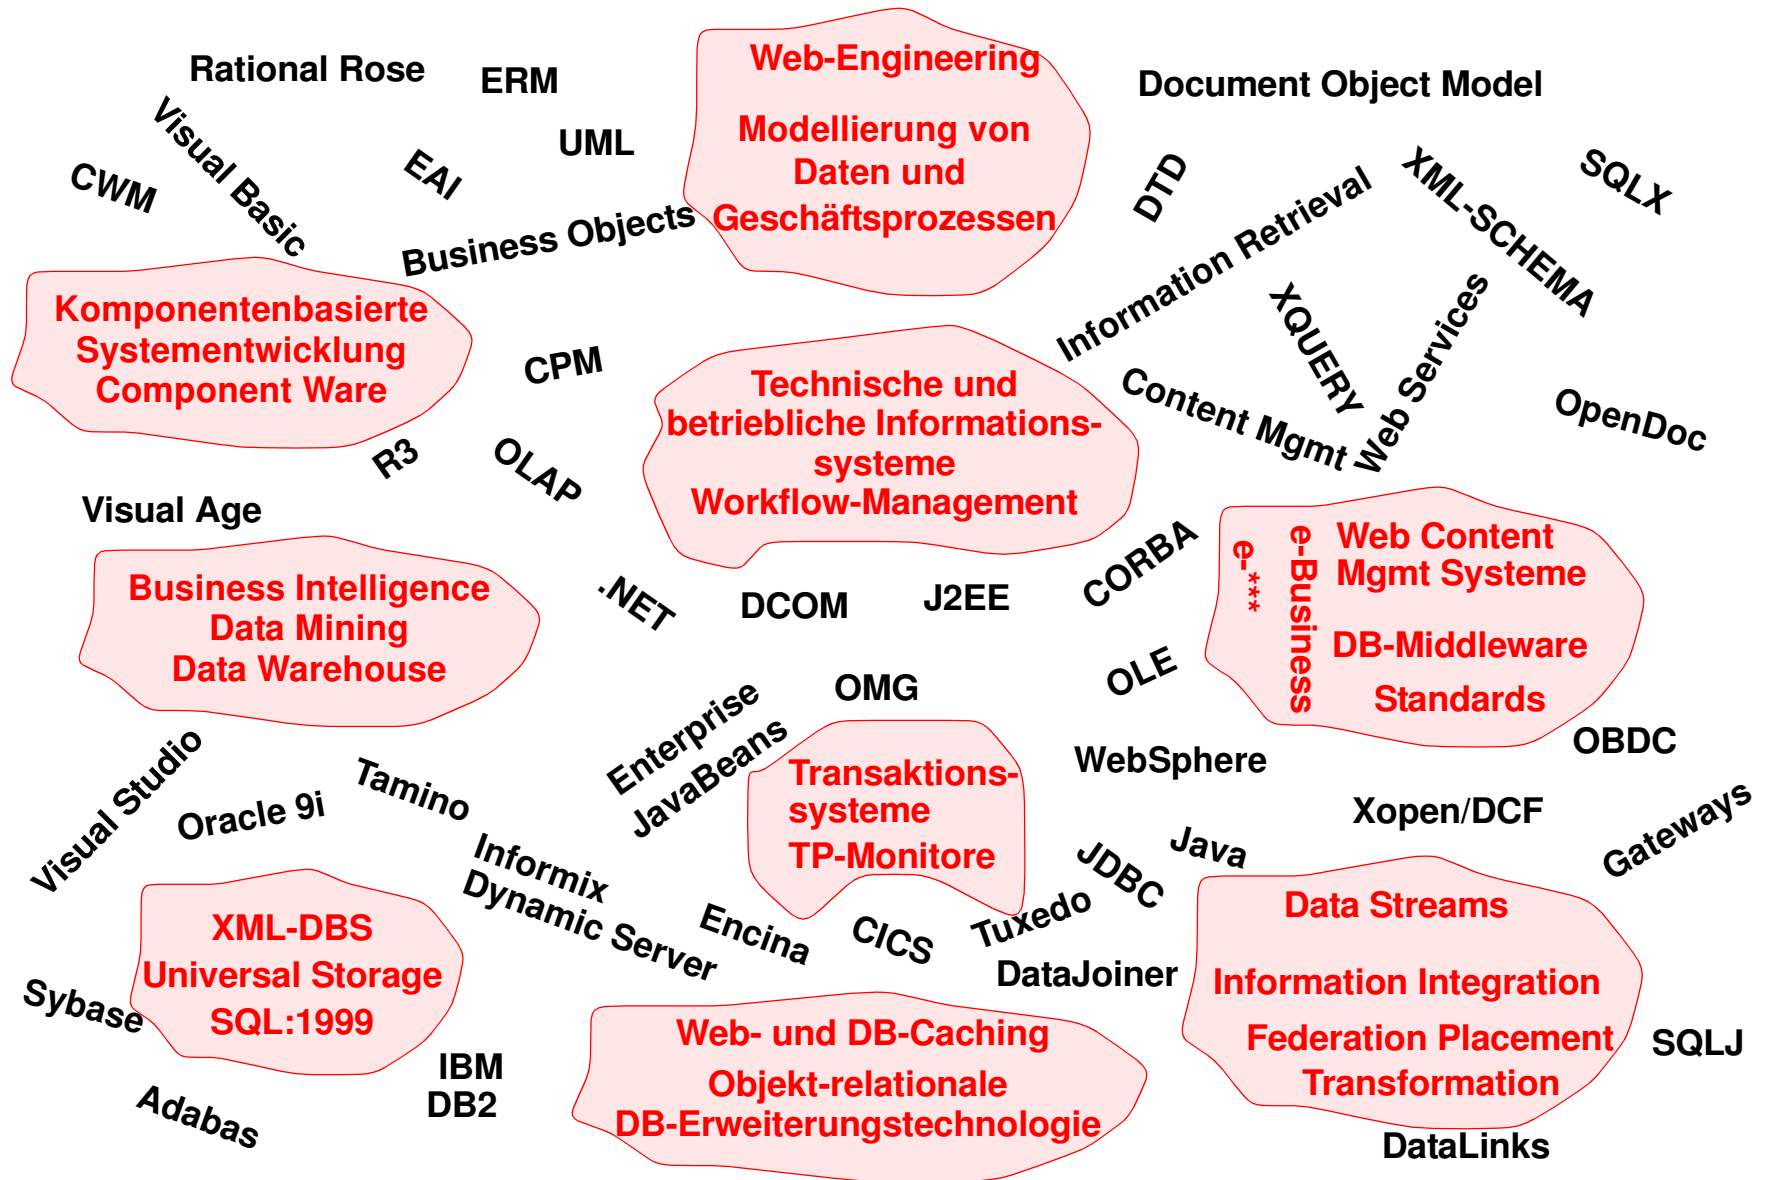 Rational Rose
ERM
Web-Engineering
Document Object Model
Visual Basic
UML
Modellierung von
Daten und
Geschäftsprozessen
CWM
EAI
DTD
SQLX
XML-SCHEMA
Business Objects
Information Retrieval
Komponentenbasierte
Systementwicklung
Component Ware
XQUERY
Web Services
CPM
Technische und
betriebliche Informations-
systeme
Workflow-Management
Content Mgmt
OpenDoc
R3
OLAP
Visual Age
Business Intelligence
Data Mining
Data Warehouse
.NET
DCOM
J2EE
CORBA
e-***
e-Business
Web Content
Mgmt Systeme
DB-Middleware
Standards
OLE
OMG
Enterprise
JavaBeans
OBDC
Visual Studio
Oracle 9i
Tamino
Transaktions-
systeme
TP-Monitore
WebSphere
Xopen/DCF
Gateways
Informix
Dynamic Server
JDBC
Java
Encina
CICS
Tuxedo
DataJoiner
Data Streams
Information Integration
Federation Placement
Transformation
XML-DBS
Universal Storage
SQL:1999
Sybase
Adabas
IBM
DB2
Web- und DB-Caching
Objekt-relationale
DB-Erweiterungstechnologie
SQLJ
DataLinks